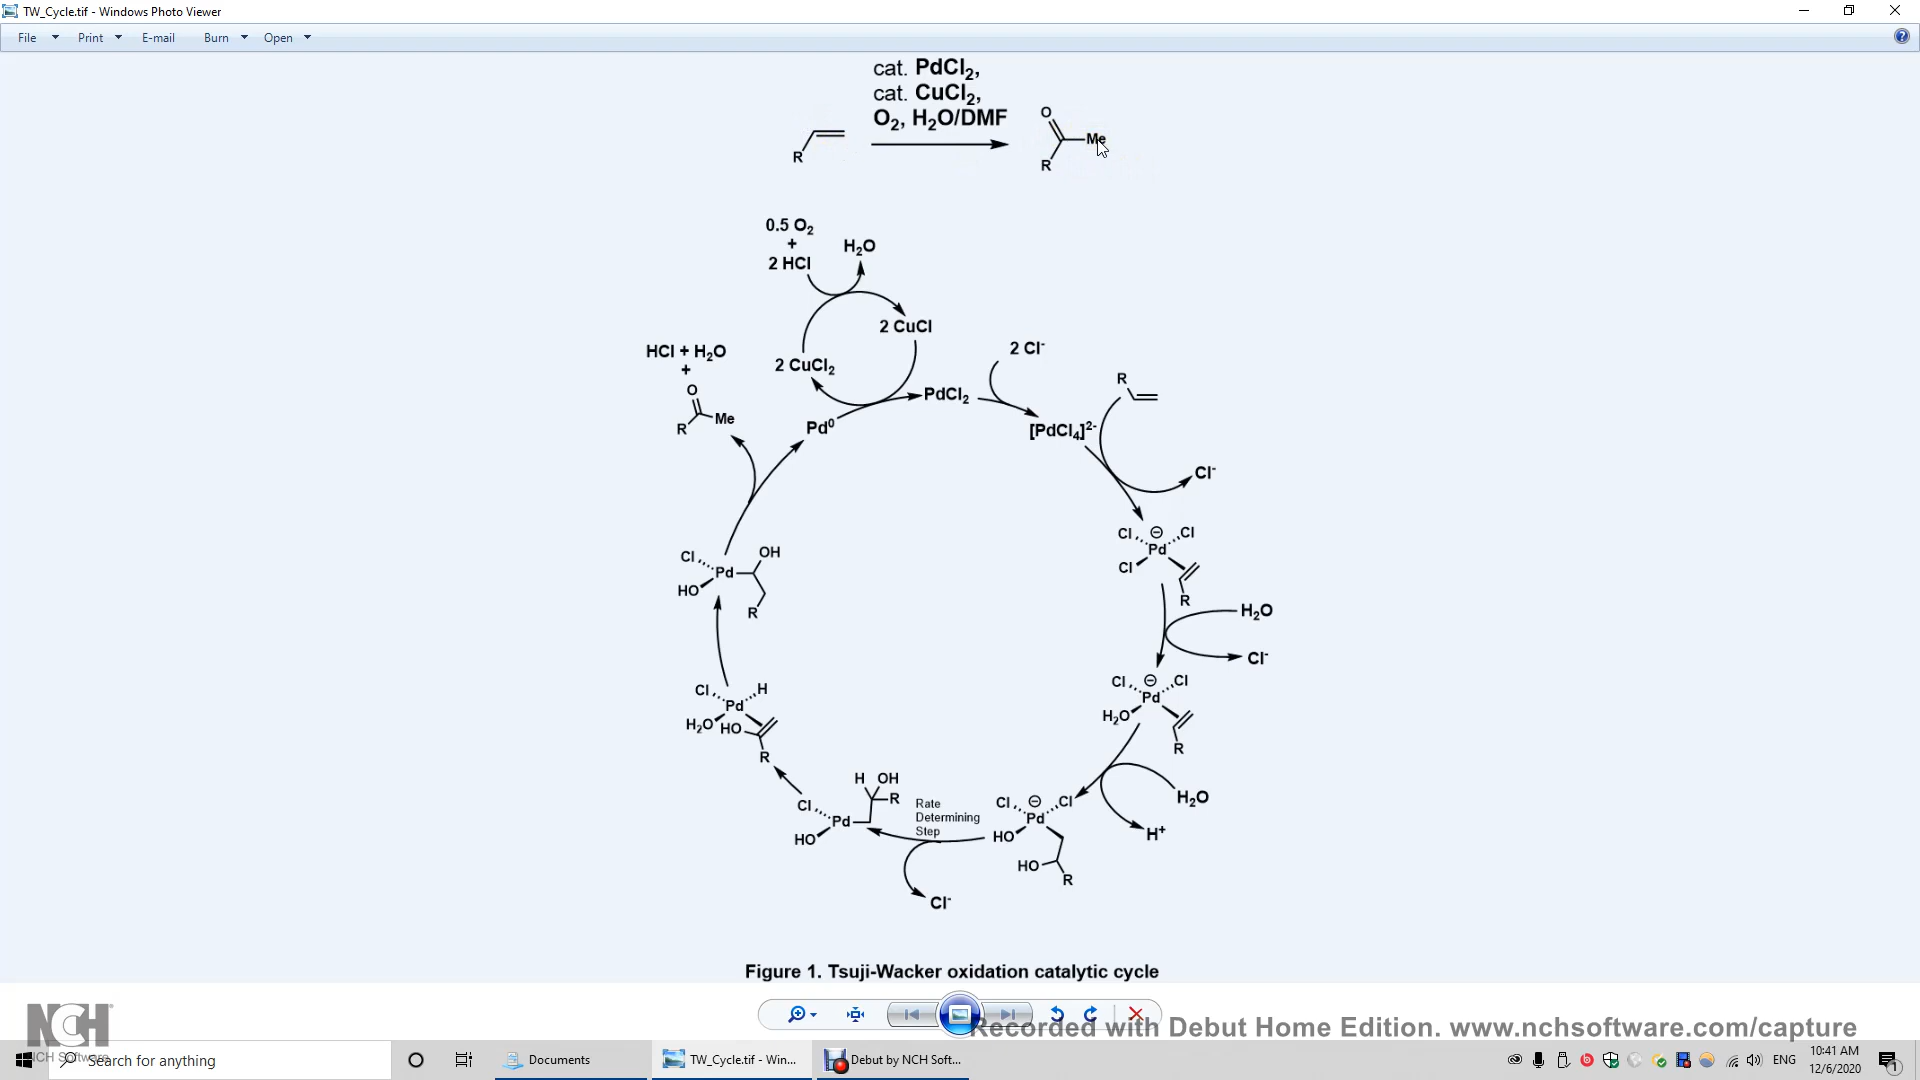 TW_Cycle.tif - Windows Photo Viewer
File Print E-mail Burn Open
cat. PdCl2,
cat. CuCl2,
O2, H2O/DMF
R
O
Me
R
0.5 O2
+
2 HCl
H2O
2 CuCl
2 CuCl2
HCl + H2O
+
O
R Me
Pd0
PdCl2
2 Cl-
[PdCl4]2-
R
Cl-
Cl ⊖ Cl
Pd
Cl
R
H2O
Cl-
Cl ⊖ Cl
Pd
H2O
R
H2O
H+
Cl ⊖ Cl
Pd
HO
HO
R
Rate
Determining
Step
Cl-
H OH
R
Cl
Pd
HO
Cl H
Pd
H2O HO
R
Cl OH
Pd
HO
R
Figure 1. Tsuji-Wacker oxidation catalytic cycle
NCH
NCH Software
Recorded with Debut Home Edition. www.nchsoftware.com/capture
Search for anything
Documents
TW_Cycle.tif - Win...
Debut by NCH Soft...
ENG
10:41 AM
12/6/2020
1